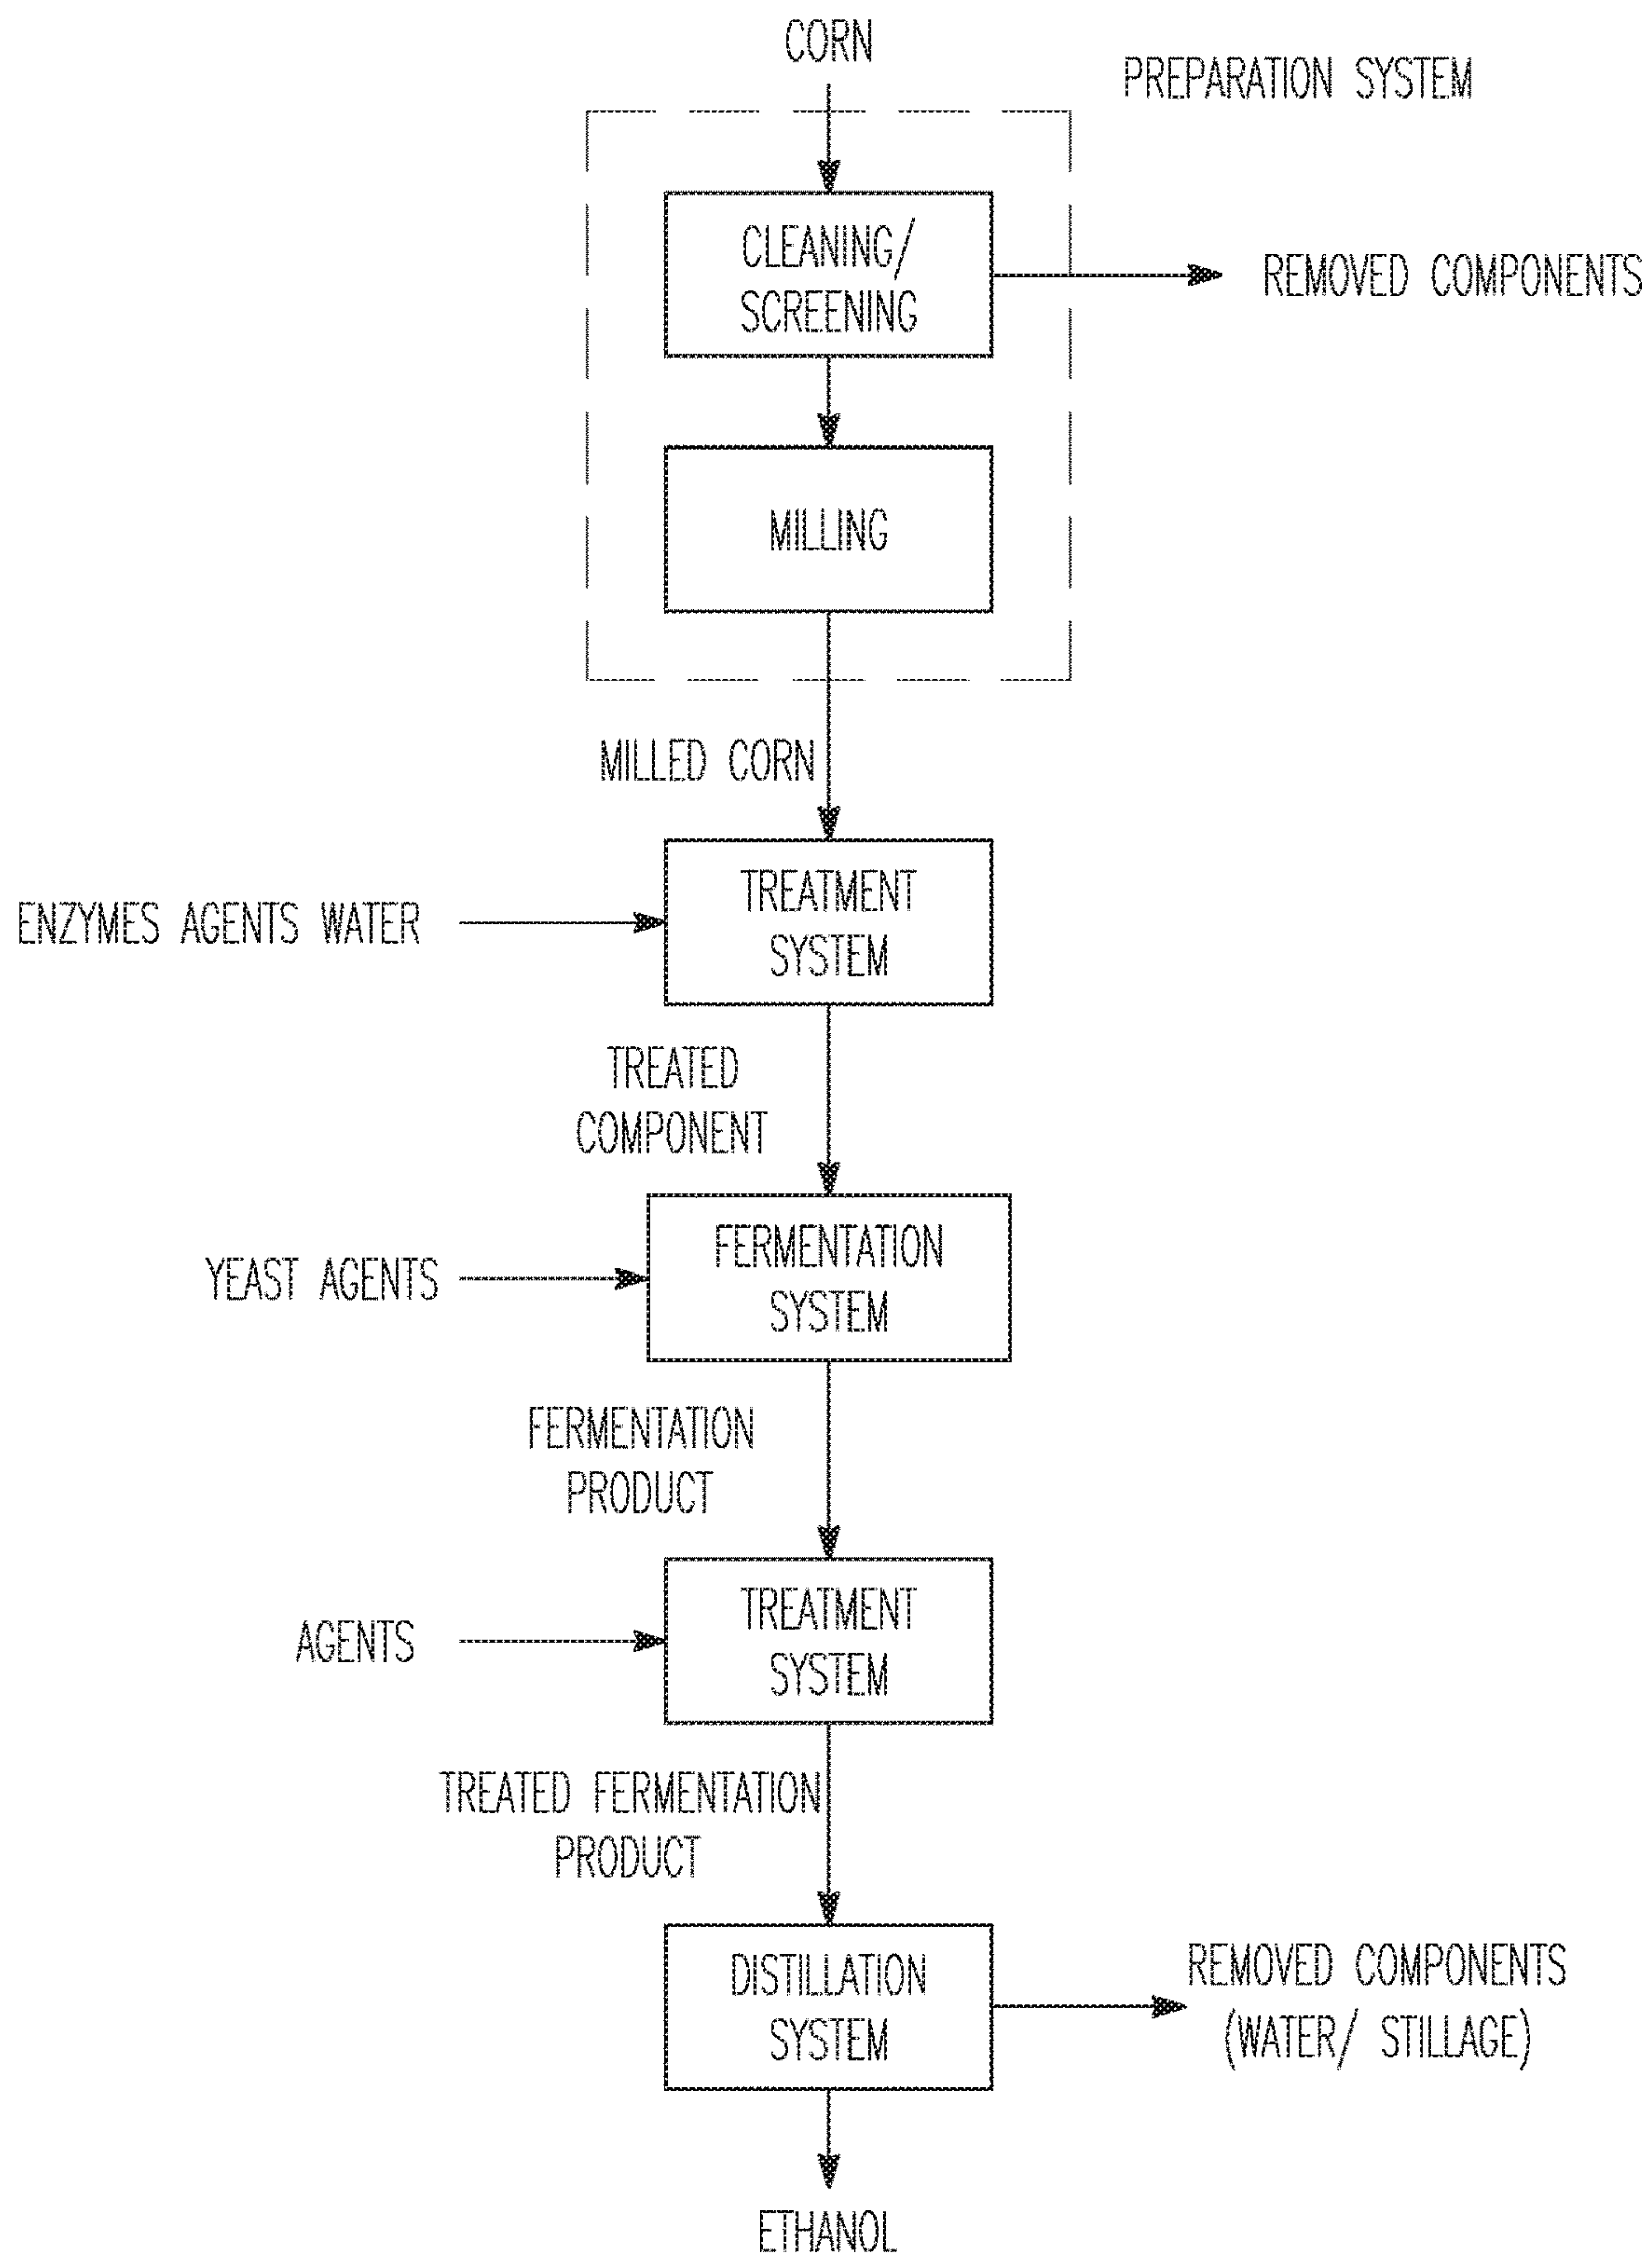 CORN
PREPARATION SYSTEM
CLEANING/
SCREENING
REMOVED COMPONENTS
MILLING
MILLED CORN
TREATMENT
SYSTEM
ENZYMES AGENTS WATER
TREATED
COMPONENT
FERMENTATION
SYSTEM
YEAST AGENTS
FERMENTATION
PRODUCT
TREATMENT
SYSTEM
AGENTS
TREATED FERMENTATION
PRODUCT
DISTILLATION
SYSTEM
REMOVED COMPONENTS
(WATER/ STILLAGE)
ETHANOL